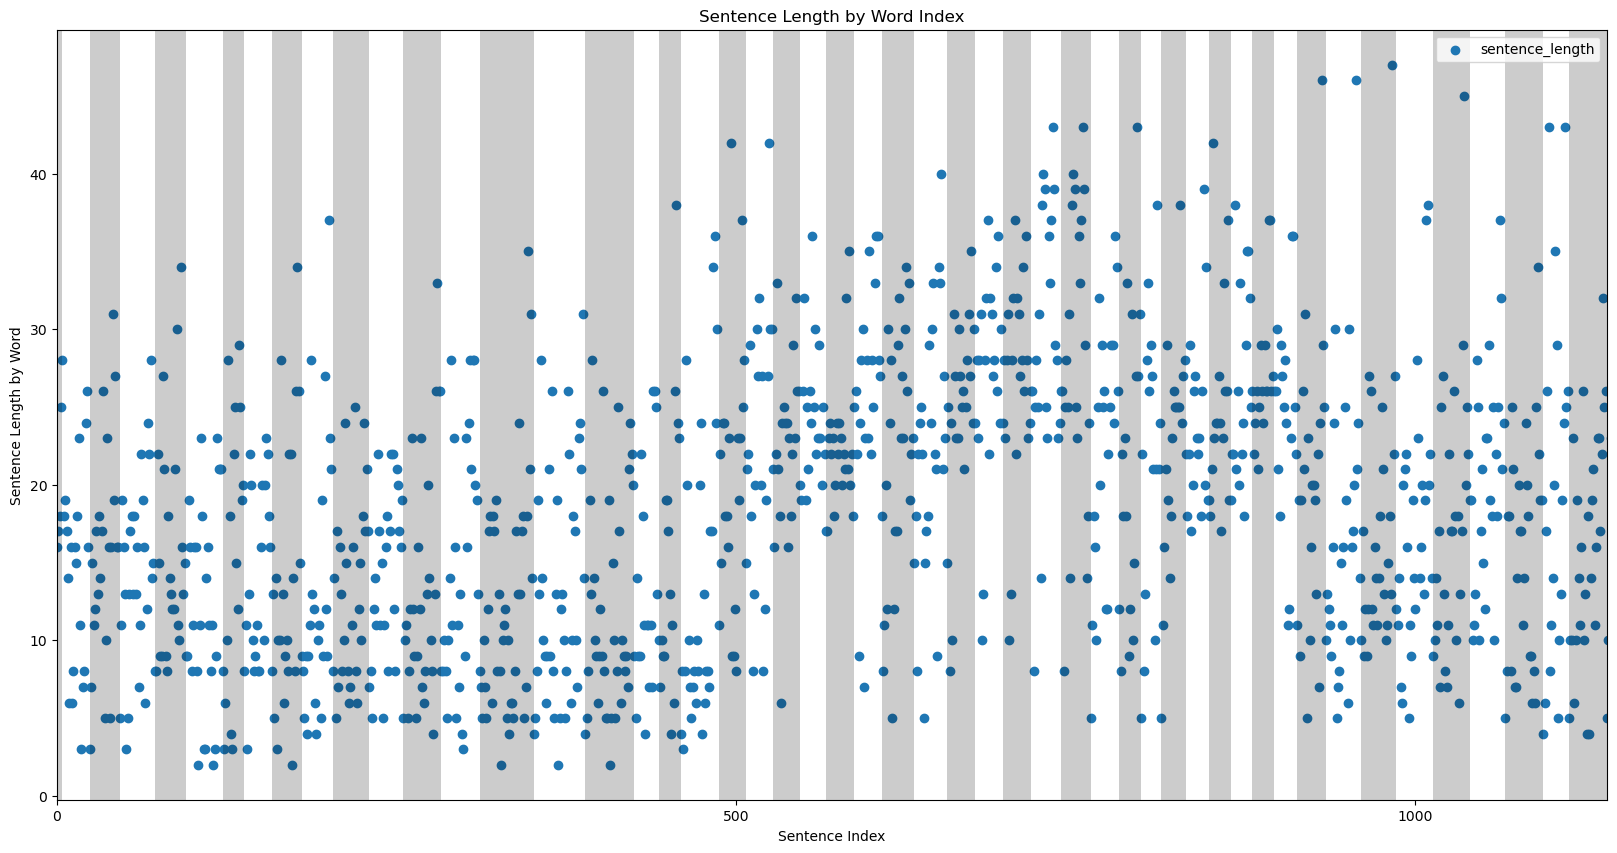 Sentence Length by Word Index
sentence_length
Sentence Length by Word
40
30
20
10
0
0
500
1000
Sentence Index